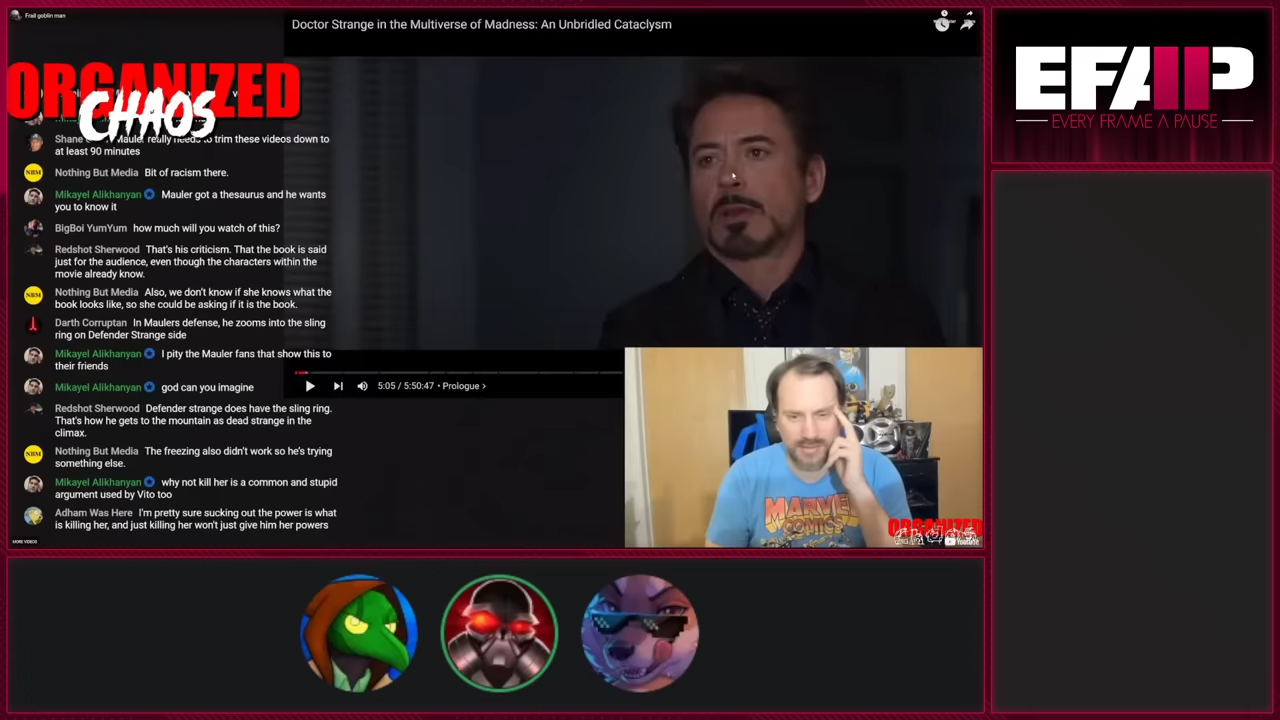 Frail goblin man
Doctor Strange in the Multiverse of Madness: An Unbridled Cataclysm
ORGANIZED
CHAOS
EFAP
EVERY FRAME A PAUSE
Shane
Mauler really needs to trim these videos down to
at least 90 minutes
NBM
Nothing But Media Bit of racism there.
Mikayel Alikhanyan Mauler got a thesaurus and he wants
you to know it
BigBoi YumYum how much will you watch of this?
Redshot Sherwood That's his criticism. That the book is said
just for the audience, even though the characters within the
movie already know.
NBM
Nothing But Media Also, we don't know if she knows what the
book looks like, so she could be asking if it is the book.
Darth Corruptan In Maulers defense, he zooms into the sling
ring on Defender Strange side
Mikayel Alikhanyan I pity the Mauler fans that show this to
their friends
Mikayel Alikhanyan god can you imagine
Redshot Sherwood Defender strange does have the sling ring.
That's how he gets to the mountain as dead strange in the
climax.
NBM
Nothing But Media The freezing also didn't work so he's trying
something else.
Mikayel Alikhanyan why not kill her is a common and stupid
argument used by Vito too
Adham Was Here I'm pretty sure sucking out the power is what
is killing her, and just killing her won't just give him her powers
MORE VIDEOS
5:05 / 5:50:47 • Prologue ›
MARVEL
COMICS
ORGANIZED
YouTube